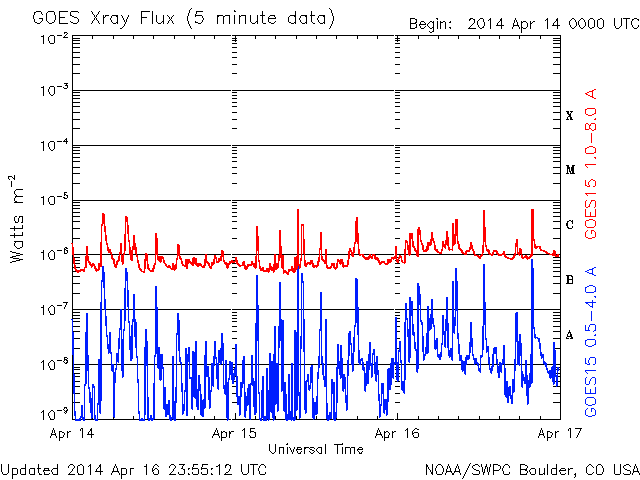 GOES Xray Flux (5 minute data)
Begin: 2014 Apr 14 0000 UTC
10⁻²
10⁻³
10⁻⁴
10⁻⁵
10⁻⁶
10⁻⁷
10⁻⁸
10⁻⁹
Watts m⁻²
X
M
C
B
A
GOES15 1.0-8.0 A
GOES15 0.5-4.0 A
Apr 14
Apr 15
Apr 16
Apr 17
Universal Time
Updated 2014 Apr 16 23:55:12 UTC
NOAA/SWPC Boulder, CO USA